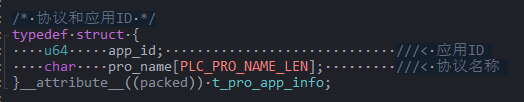 /* 协议和应用ID */
typedef struct {
    u64     app_id;                            ///< 应用ID
    char    pro_name[PLC_PRO_NAME_LEN];        ///< 协议名称
}__attribute__((packed)) t_pro_app_info;